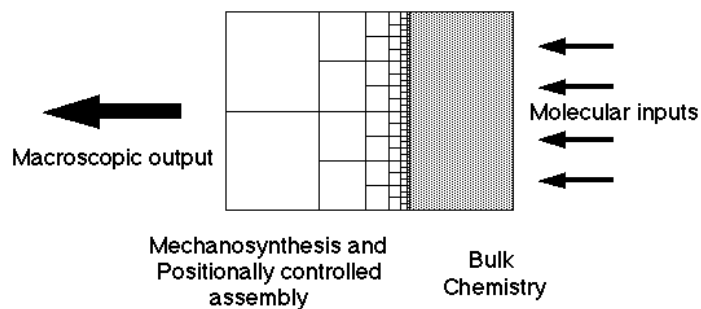 Molecular inputs
Macroscopic output
Mechanosynthesis and
Positionally controlled
assembly
Bulk
Chemistry